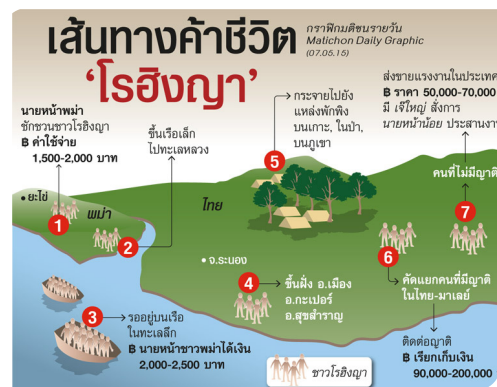 เส้นทางค้าชีวิต
'โรฮิงญา'
กราฟิกมติชนรายวัน
Matichon Daily Graphic
(07.05.15)
นายหน้าพม่า
ชักชวนชาวโรฮิงญา
฿ ค่าใช้จ่าย
1,500-2,000 บาท
• ยะไข่
1
พม่า
ขึ้นเรือเล็ก
ไปทะเลหลวง
2
3
รออยู่บนเรือ
ในทะเลลึก
฿ นายหน้าชาวพม่าได้เงิน
2,000-2,500 บาท
ไทย
• จ.ระนอง
4
ขึ้นฝั่ง อ.เมือง
อ.กะเปอร์
อ.สุขสำราญ
กระจายไปยัง
แหล่งพักพิง
บนเกาะ, ในป่า,
บนภูเขา
5
6
คัดแยกคนที่มีญาติ
ในไทย-มาเลย์
ติดต่อญาติ
฿ เรียกเก็บเงิน
90,000-200,000
ส่งขายแรงงานในประเทศ
฿ ราคา 50,000-70,000
มี เจ๊ใหญ่ สั่งการ
นายหน้าน้อย ประสานงาน
คนที่ไม่มีญาติ
7
ชาวโรฮิงญา